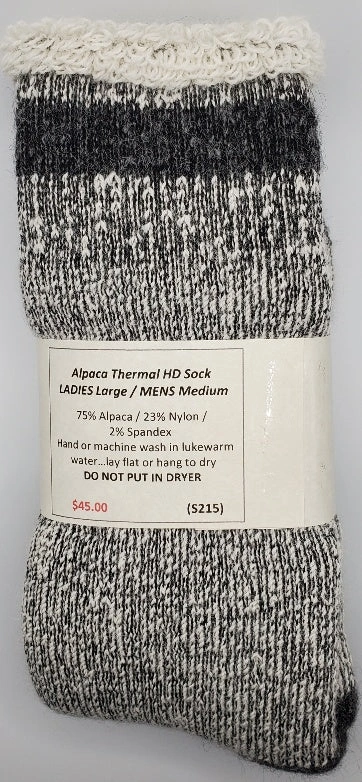 Alpaca Thermal HD Sock
LADIES Large / MENS Medium
75% Alpaca / 23% Nylon /
2% Spandex
Hand or machine wash in lukewarm
water...lay flat or hang to dry
DO NOT PUT IN DRYER
$45.00 (S215)